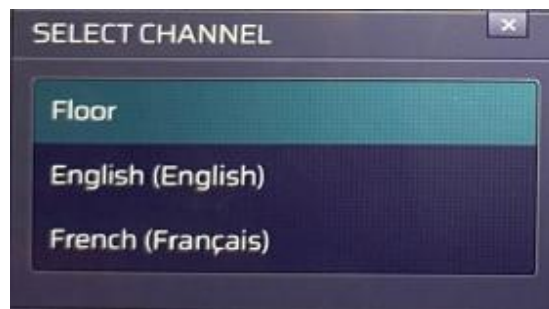 SELECT CHANNEL
Floor
English (English)
French (Français)